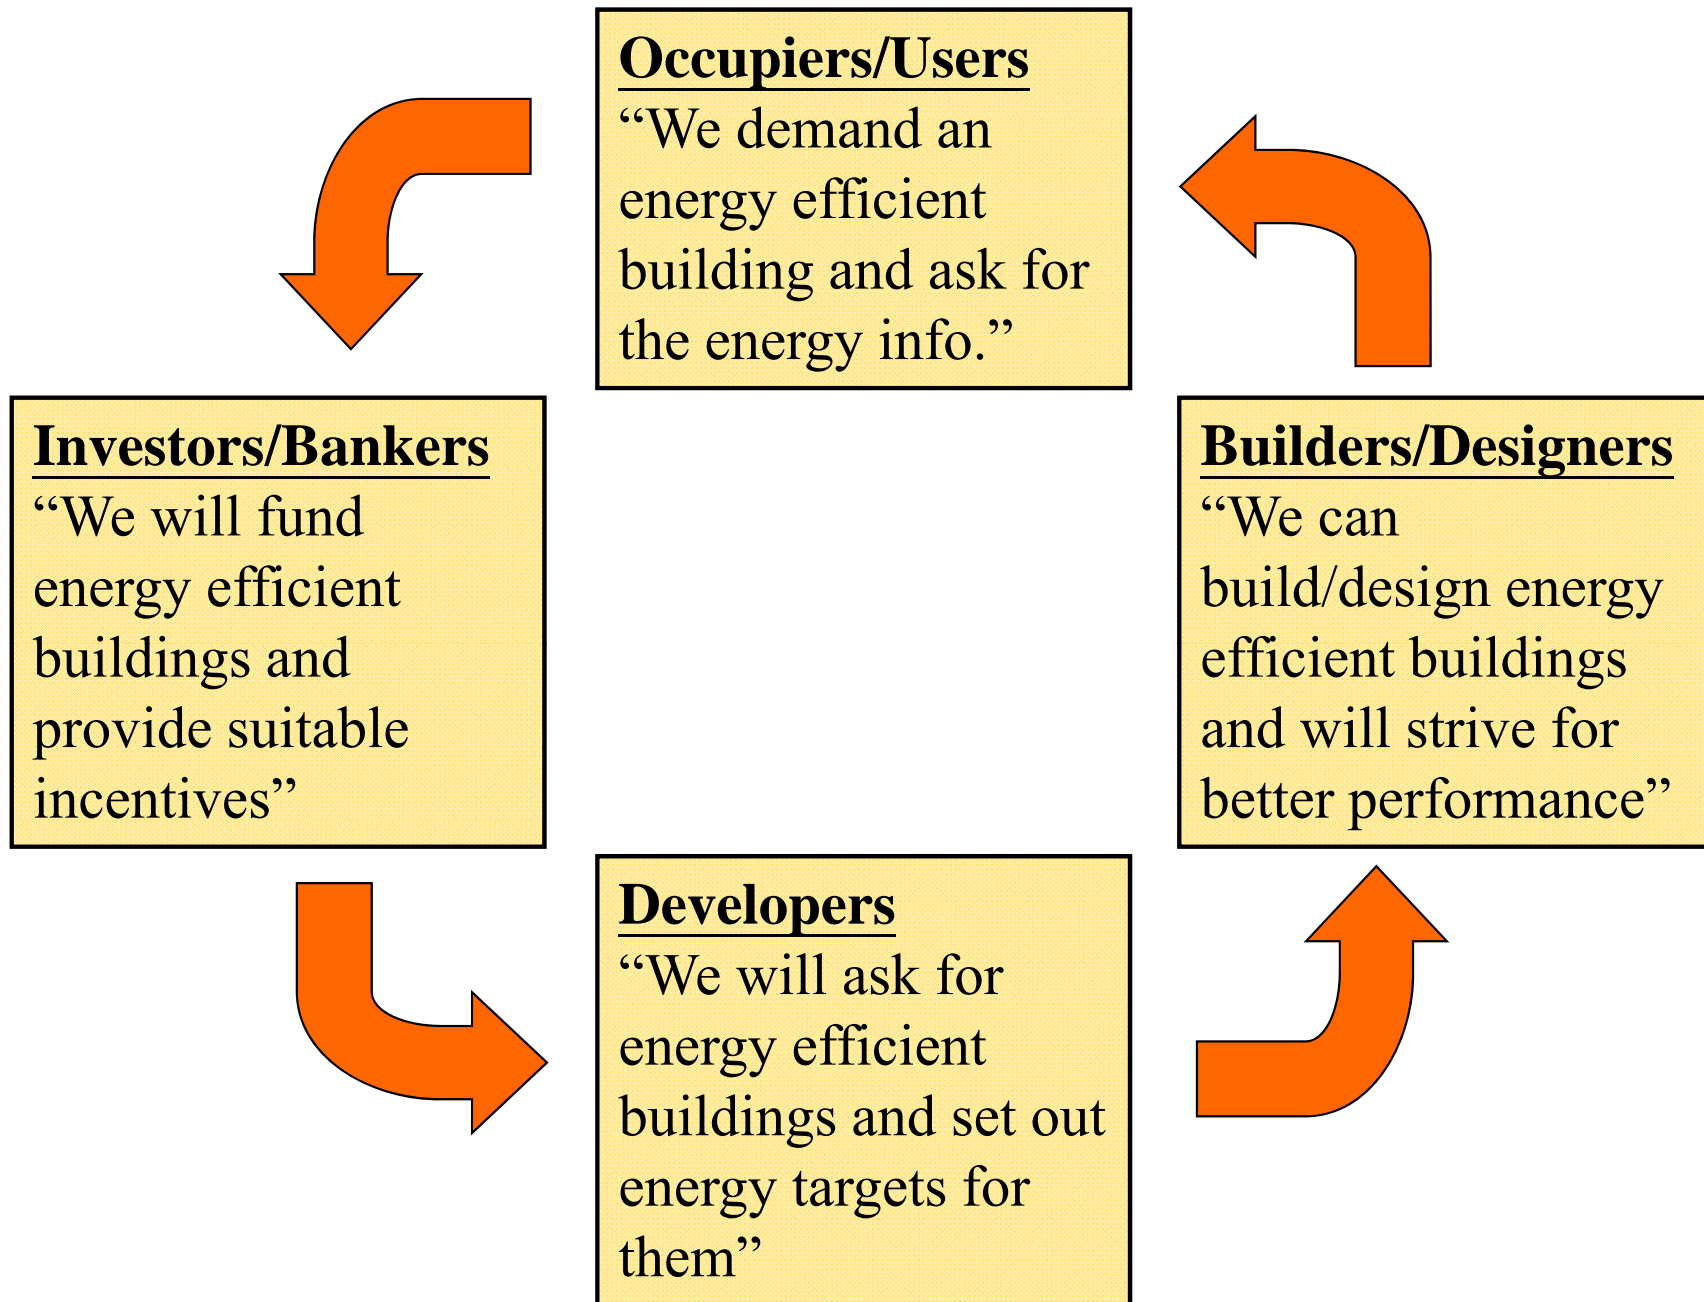 Occupiers/Users
“We demand an
energy efficient
building and ask for
the energy info.”
Investors/Bankers
“We will fund
energy efficient
buildings and
provide suitable
incentives”
Builders/Designers
“We can
build/design energy
efficient buildings
and will strive for
better performance”
Developers
“We will ask for
energy efficient
buildings and set out
energy targets for
them”